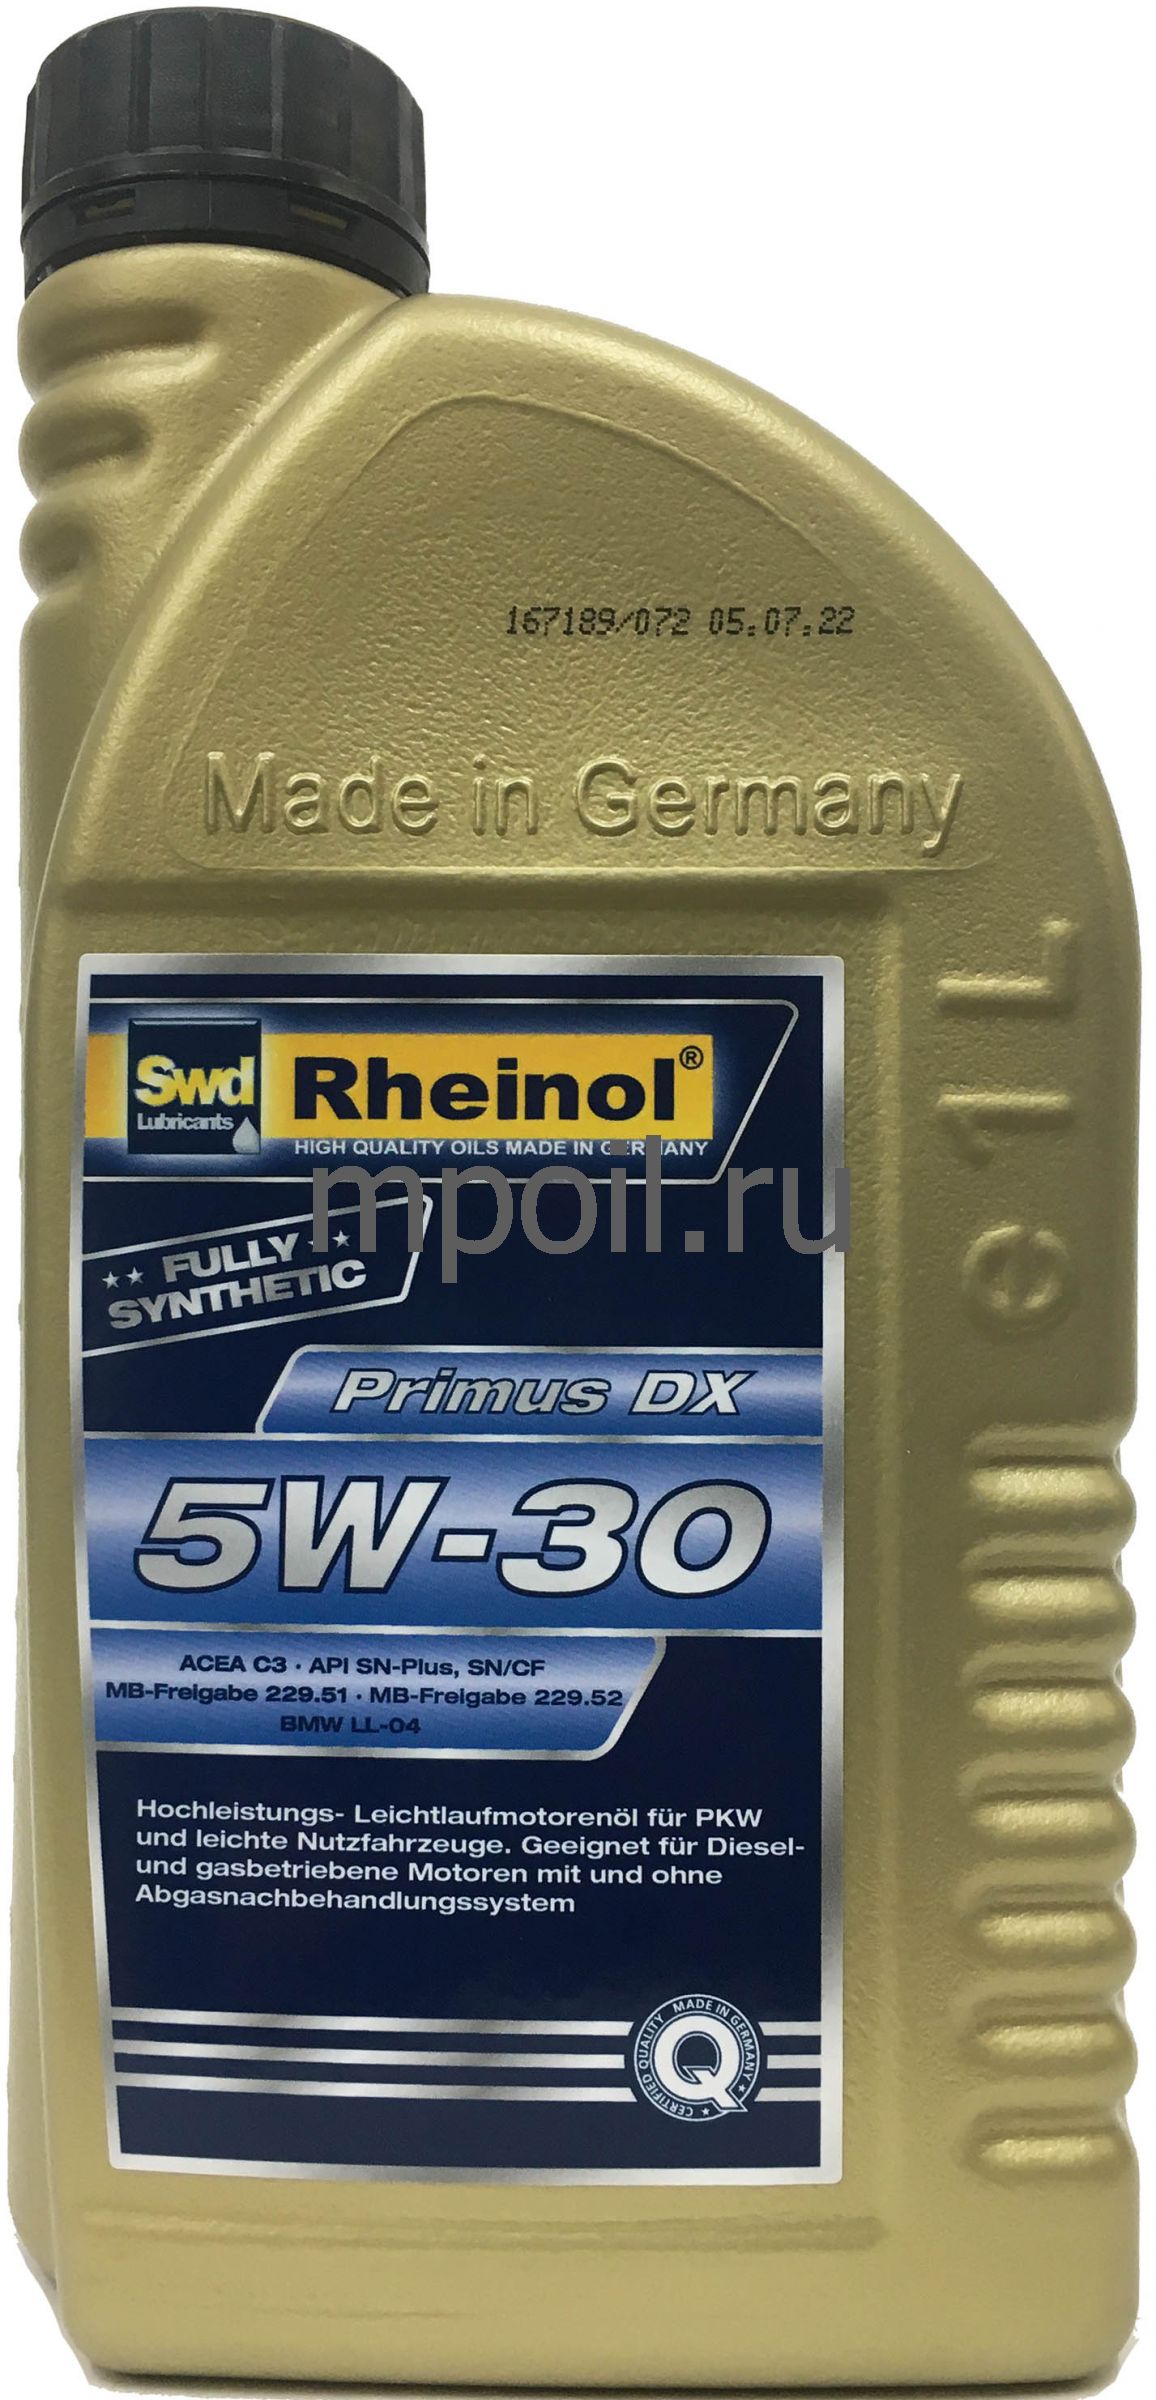 167189/072 05.07.22
Made in Germany
e 1 L
Swd
Lubricants
Rheinol®
HIGH QUALITY OILS MADE IN GERMANY
mpoil.ru
FULLY
SYNTHETIC
Primus DX
5W-30
ACEA C3 · API SN-Plus, SN/CF
MB-Freigabe 229.51 · MB-Freigabe 229.52
BMW LL-04
Hochleistungs- Leichtlaufmotorenöl für PKW
und leichte Nutzfahrzeuge. Geeignet für Diesel-
und gasbetriebene Motoren mit und ohne
Abgasnachbehandlungssystem
MADE IN GERMANY
CERTIFIED QUALITY
Q